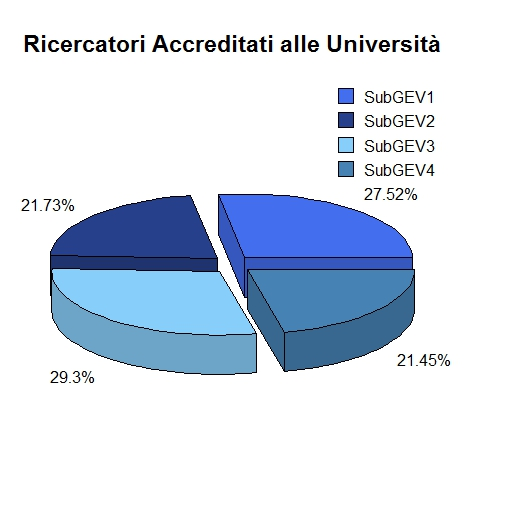 Ricercatori Accreditati alle Università
SubGEV1
SubGEV2
SubGEV3
SubGEV4
27.52%
21.73%
21.45%
29.3%